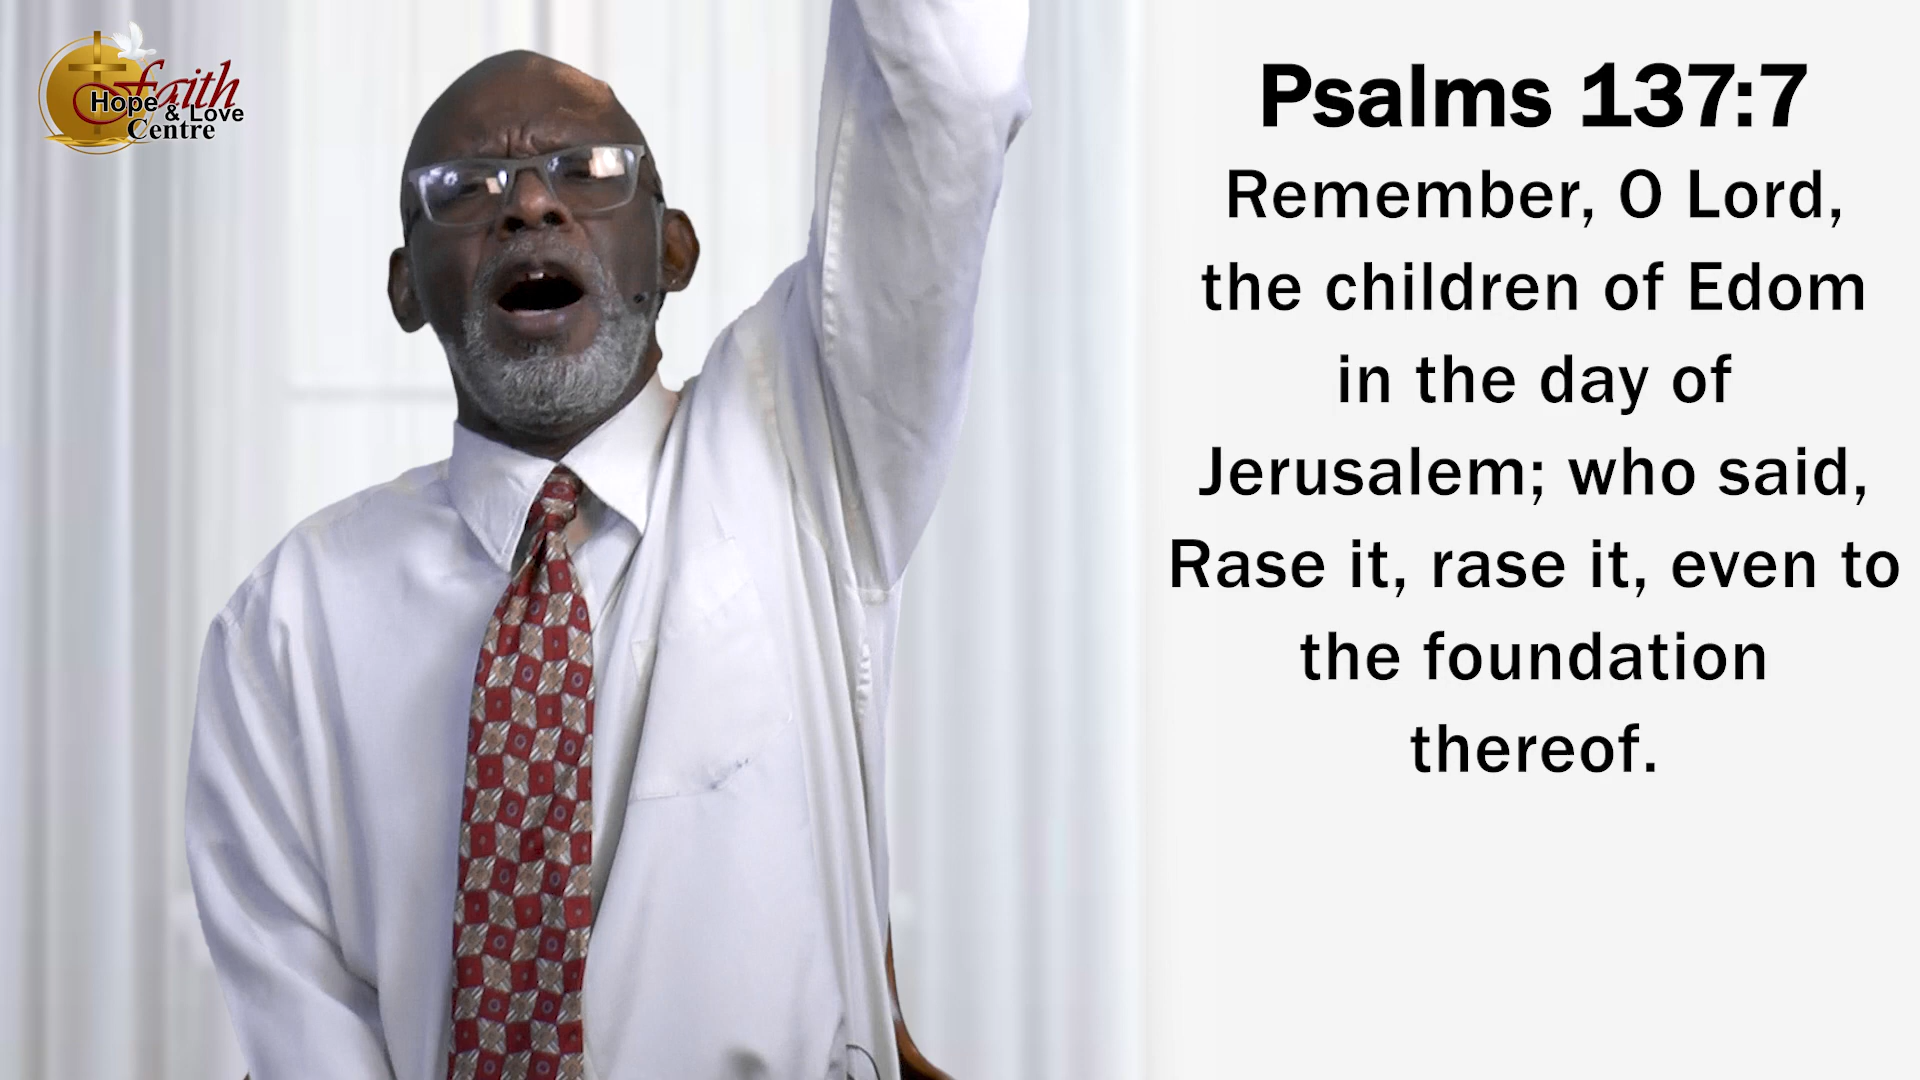 Faith
Hope
& Love
Centre
Psalms 137:7
Remember, O Lord,
the children of Edom
in the day of
Jerusalem; who said,
Rase it, rase it, even to
the foundation
thereof.